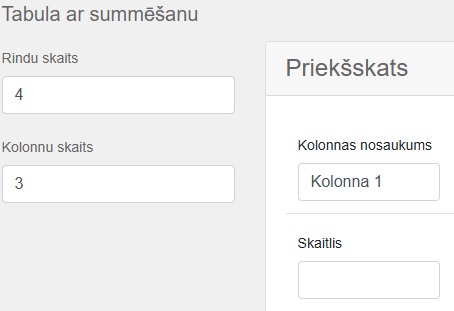 Tabula ar summēšanu
Rindu skaits
4
Kolonnu skaits
3
Priekšskats
Kolonnas nosaukums
Kolonna 1
Skaitlis